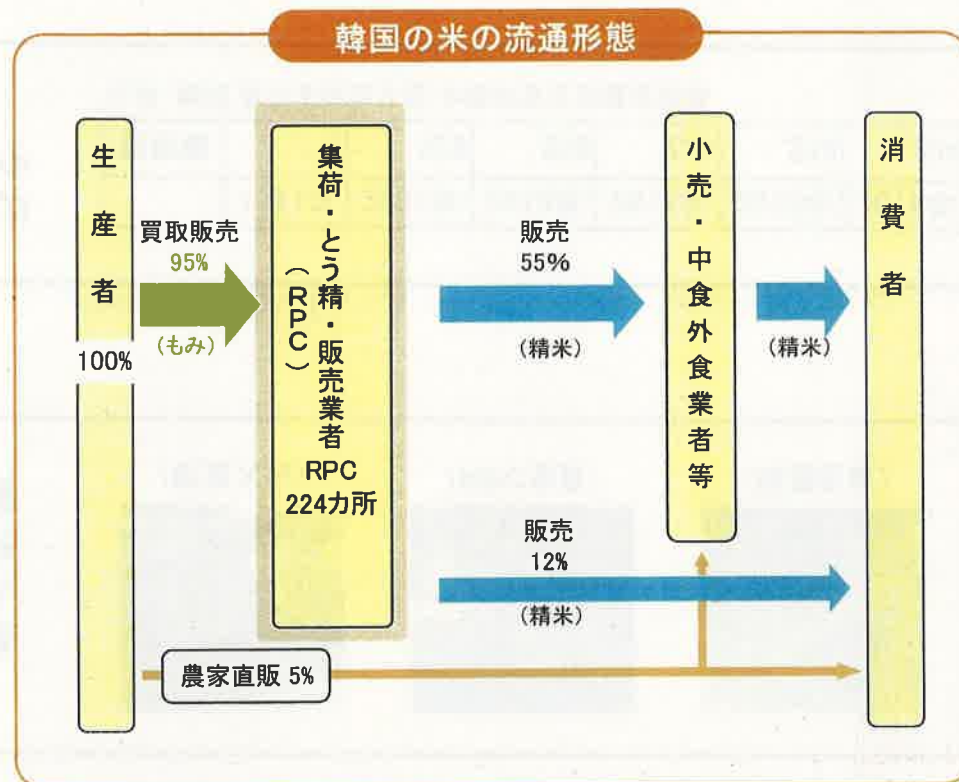 韓国の米の流通形態
生産者
100%
買取販売
95%
(もみ)
集荷・とう精・販売業者
(RPC)
RPC
224カ所
販売
55%
(精米)
小売・中食外食業者等
(精米)
消費者
販売
12%
(精米)
農家直販 5%